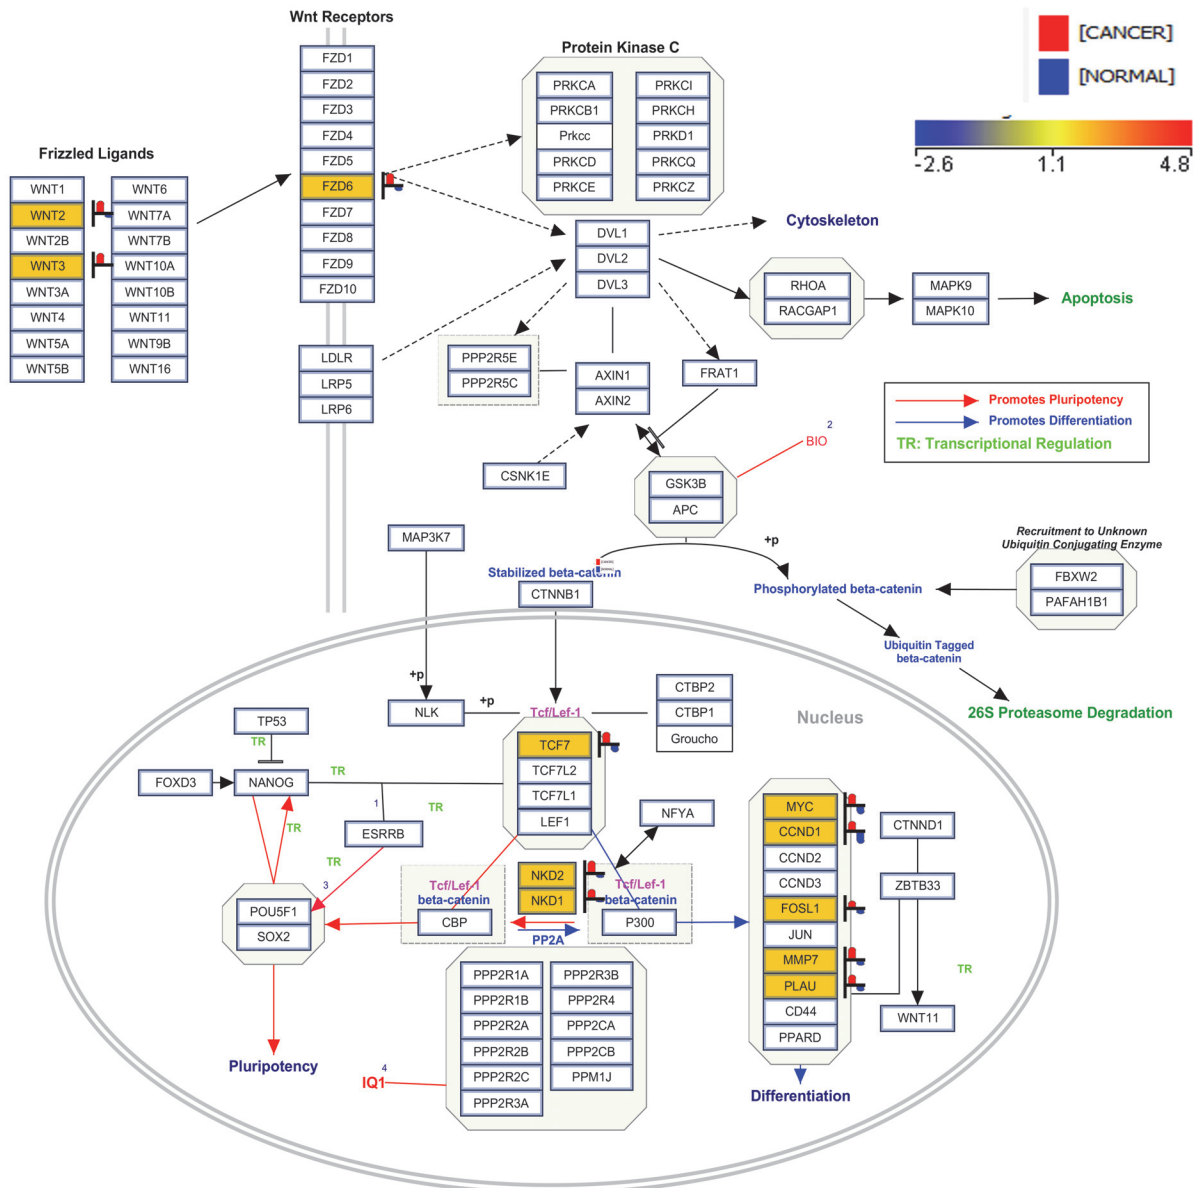 Wnt Receptors
[CANCER]
[NORMAL]
-2.6
1.1
4.8
Frizzled Ligands
WNT1
WNT2
WNT2B
WNT3
WNT3A
WNT4
WNT5A
WNT5B
WNT6
WNT7A
WNT7B
WNT10A
WNT10B
WNT11
WNT9B
WNT16
FZD1
FZD2
FZD3
FZD4
FZD5
FZD6
FZD7
FZD8
FZD9
FZD10
LDLR
LRP5
LRP6
Protein Kinase C
PRKCA
PRKCB1
Prkcc
PRKCD
PRKCE
PRKCI
PRKCH
PRKD1
PRKCQ
PRKCZ
DVL1
DVL2
DVL3
Cytoskeleton
RHOA
RACGAP1
MAPK9
MAPK10
Apoptosis
PPP2R5E
PPP2R5C
AXIN1
AXIN2
FRAT1
Promotes Pluripotency
Promotes Differentiation
TR: Transcriptional Regulation
CSNK1E
2
BIO
GSK3B
APC
MAP3K7
+p
Recruitment to Unknown
Ubiquitin Conjugating Enzyme
FBXW2
PAFAH1B1
[CANCER]
[NORMAL]
Stabilized beta-catenin
CTNNB1
Phosphorylated beta-catenin
Ubiquitin Tagged
beta-catenin
26S Proteasome Degradation
+p
NLK
+p
Tcf/Lef-1
CTBP2
CTBP1
Groucho
Nucleus
TP53
TR
FOXD3
NANOG
TR
TR
1
ESRRB
TR
TR
3
POU5F1
SOX2
Pluripotency
TCF7
TCF7L2
TCF7L1
LEF1
NFYA
Tcf/Lef-1
beta-catenin
CBP
NKD2
NKD1
PP2A
Tcf/Lef-1
beta-catenin
P300
MYC
CCND1
CCND2
CCND3
FOSL1
JUN
MMP7
PLAU
CD44
PPARD
Differentiation
CTNND1
ZBTB33
TR
WNT11
PPP2R1A
PPP2R1B
PPP2R2A
PPP2R2B
PPP2R2C
PPP2R3A
PPP2R3B
PPP2R4
PPP2CA
PPP2CB
PPM1J
4
IQ1